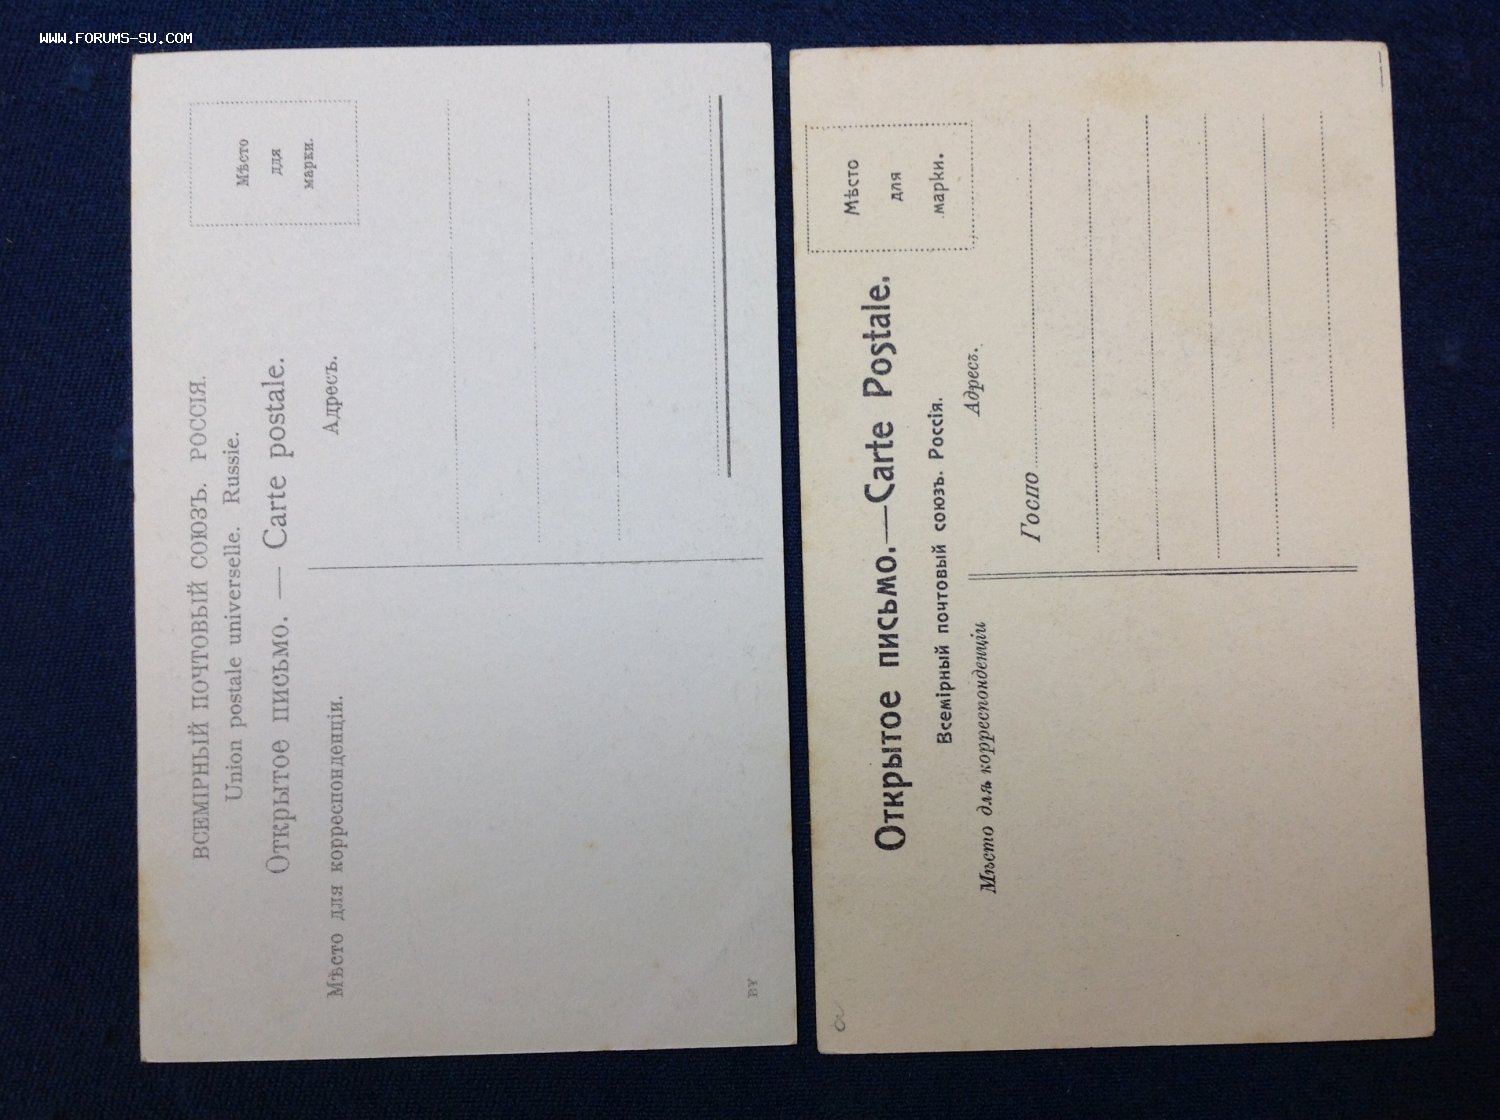 WWW.FORUMS-SU.COM
ВСЕМІРНЫЙ ПОЧТОВЫЙ СОЮЗЪ. РОССІЯ.
Union postale universelle. Russie.
Открытое письмо. — Carte postale.
Мѣсто
для
марки.
Мѣсто для корреспонденціи.
Адресъ.
BY
Открытое письмо.—Carte Postale.
Всемірный почтовый союзъ. Россія.
Мѣсто
для
марки.
Мѣсто для корреспонденціи
Адресъ.
Госпо